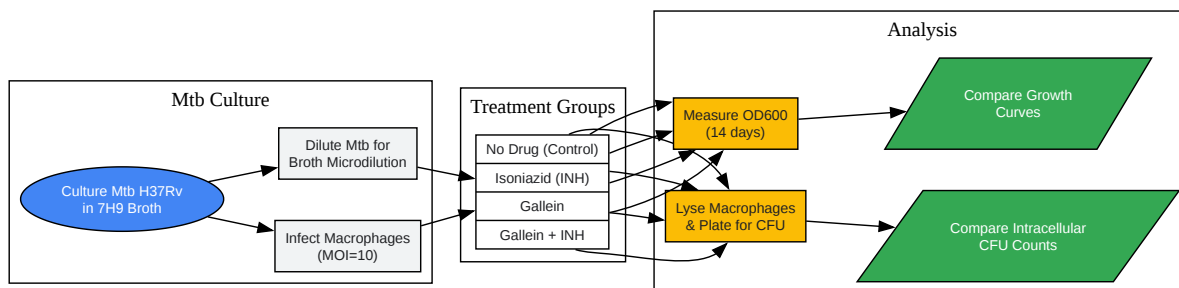 Mtb Culture
Culture Mtb H37Rv
in 7H9 Broth
Dilute Mtb for
Broth Microdilution
Infect Macrophages
(MOI=10)
Treatment Groups
No Drug (Control)
Isoniazid (INH)
Gallein
Gallein + INH
Analysis
Measure OD600
(14 days)
Lyse Macrophages
& Plate for CFU
Compare Growth
Curves
Compare Intracellular
CFU Counts